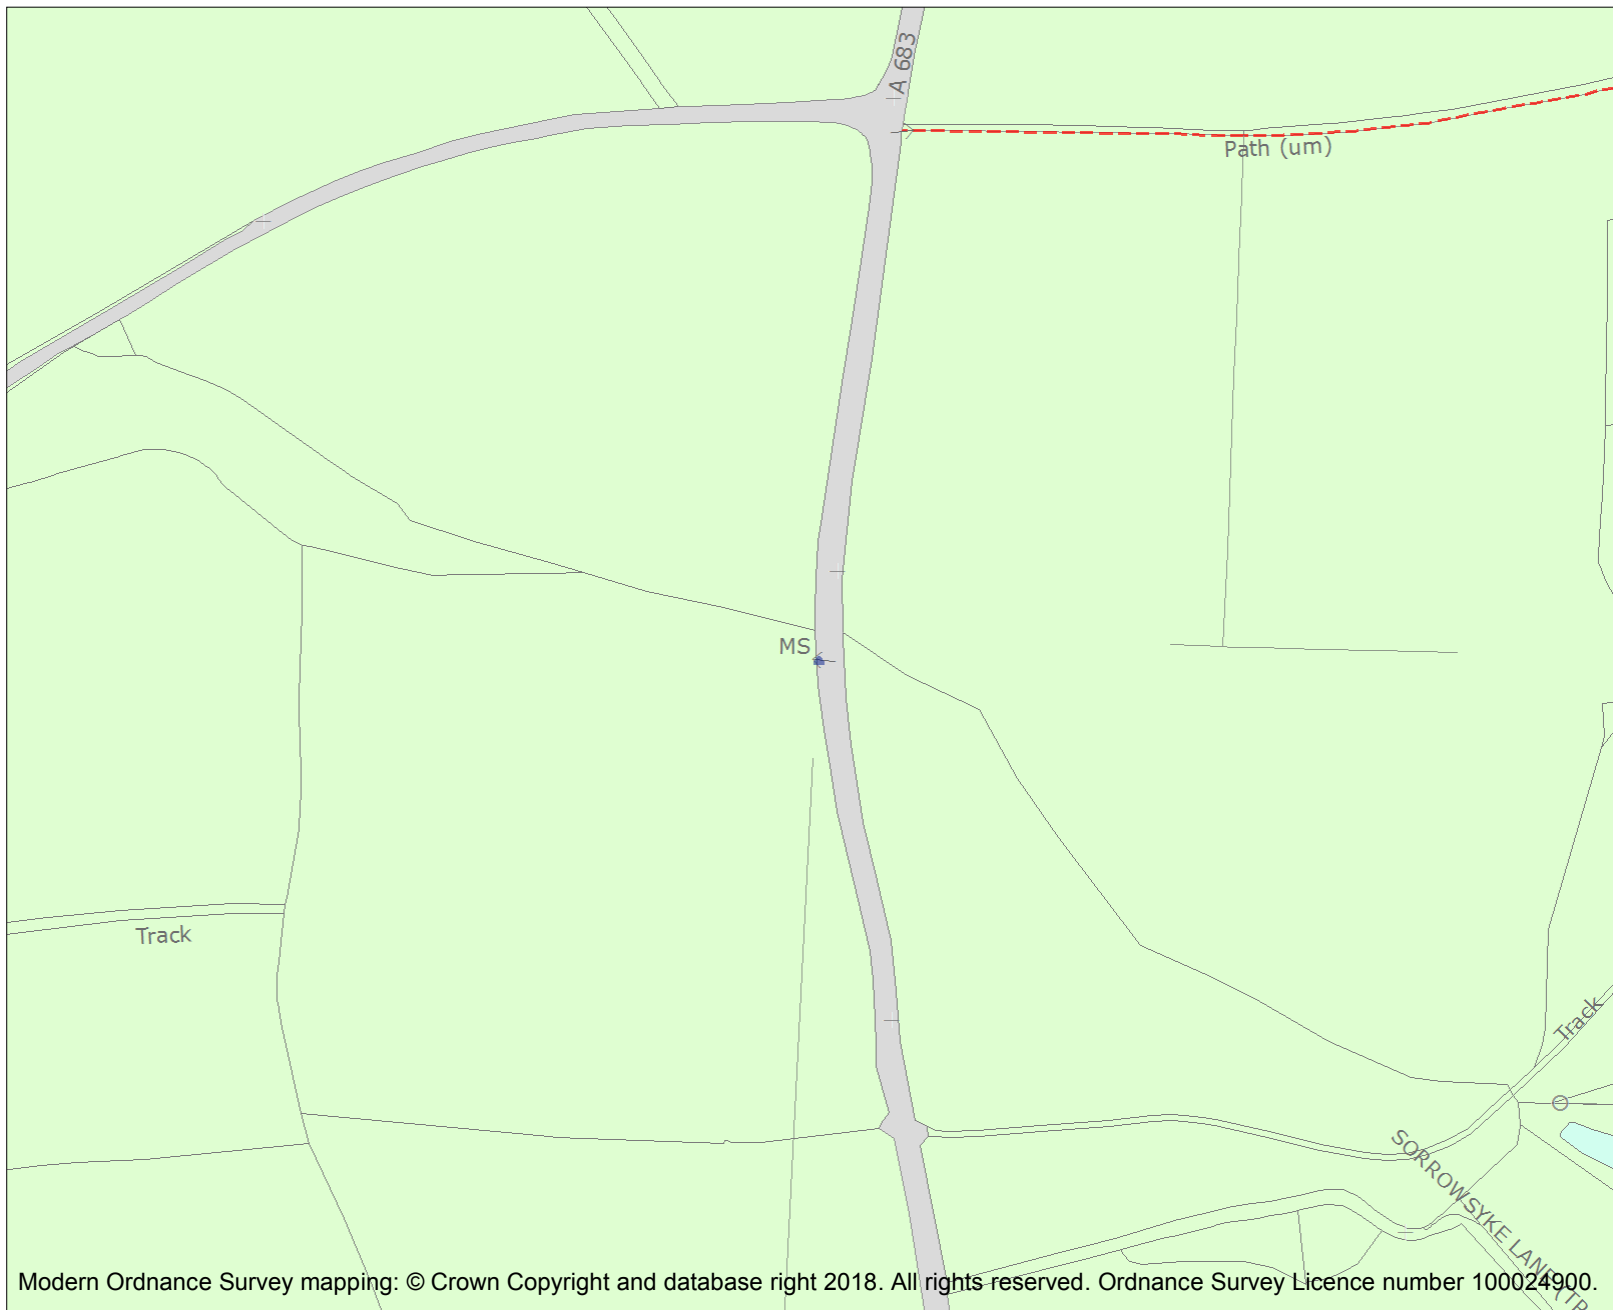 A 683
Path (um)
MS
Track
Track
SORROWSYKE LANE (TR
Modern Ordnance Survey mapping: © Crown Copyright and database right 2018. All rights reserved. Ordnance Survey Licence number 100024900.